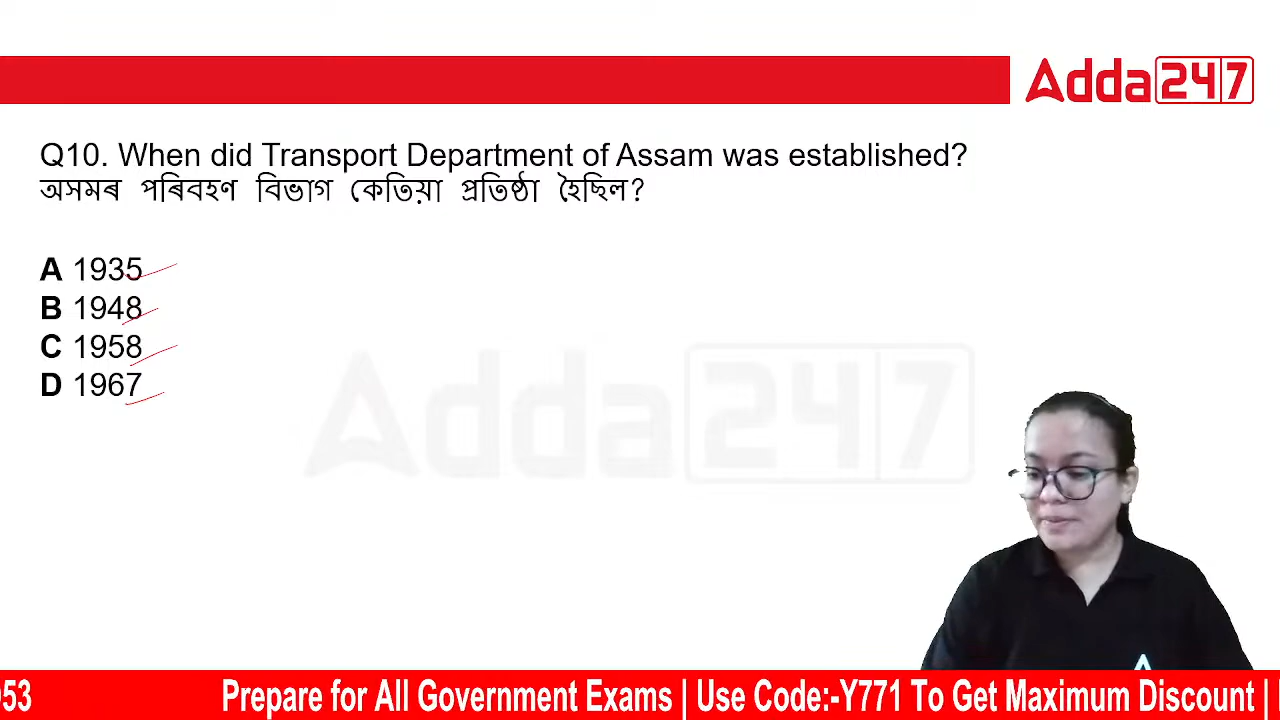 Adda247
Q10. When did Transport Department of Assam was established?
অসমৰ পৰিবহণ বিভাগ কেতিয়া প্ৰতিষ্ঠা হৈছিল?
A 1935
B 1948
C 1958
D 1967
Adda247
53 Prepare for All Government Exams | Use Code:-Y771 To Get Maximum Discount |